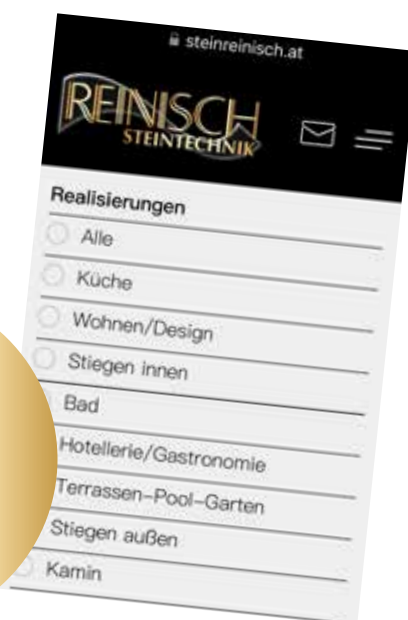 steinreinisch.at
REINISCH
STEINTECHNIK
Realisierungen
Alle
Küche
Wohnen/Design
Stiegen innen
Bad
Hotellerie/Gastronomie
Terrassen-Pool-Garten
Stiegen außen
Kamin